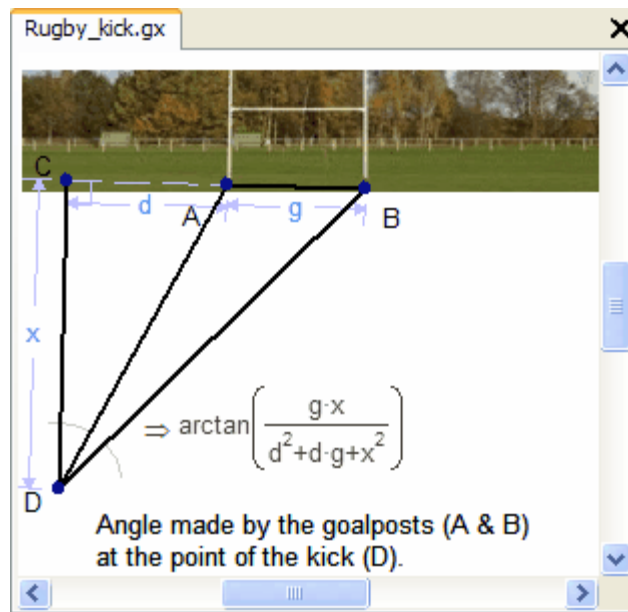 Rugby_kick.gx
C
d
A
g
B
x
⇒ arctan(g·x / d²+d·g+x²)
D
Angle made by the goalposts (A & B)
at the point of the kick (D).